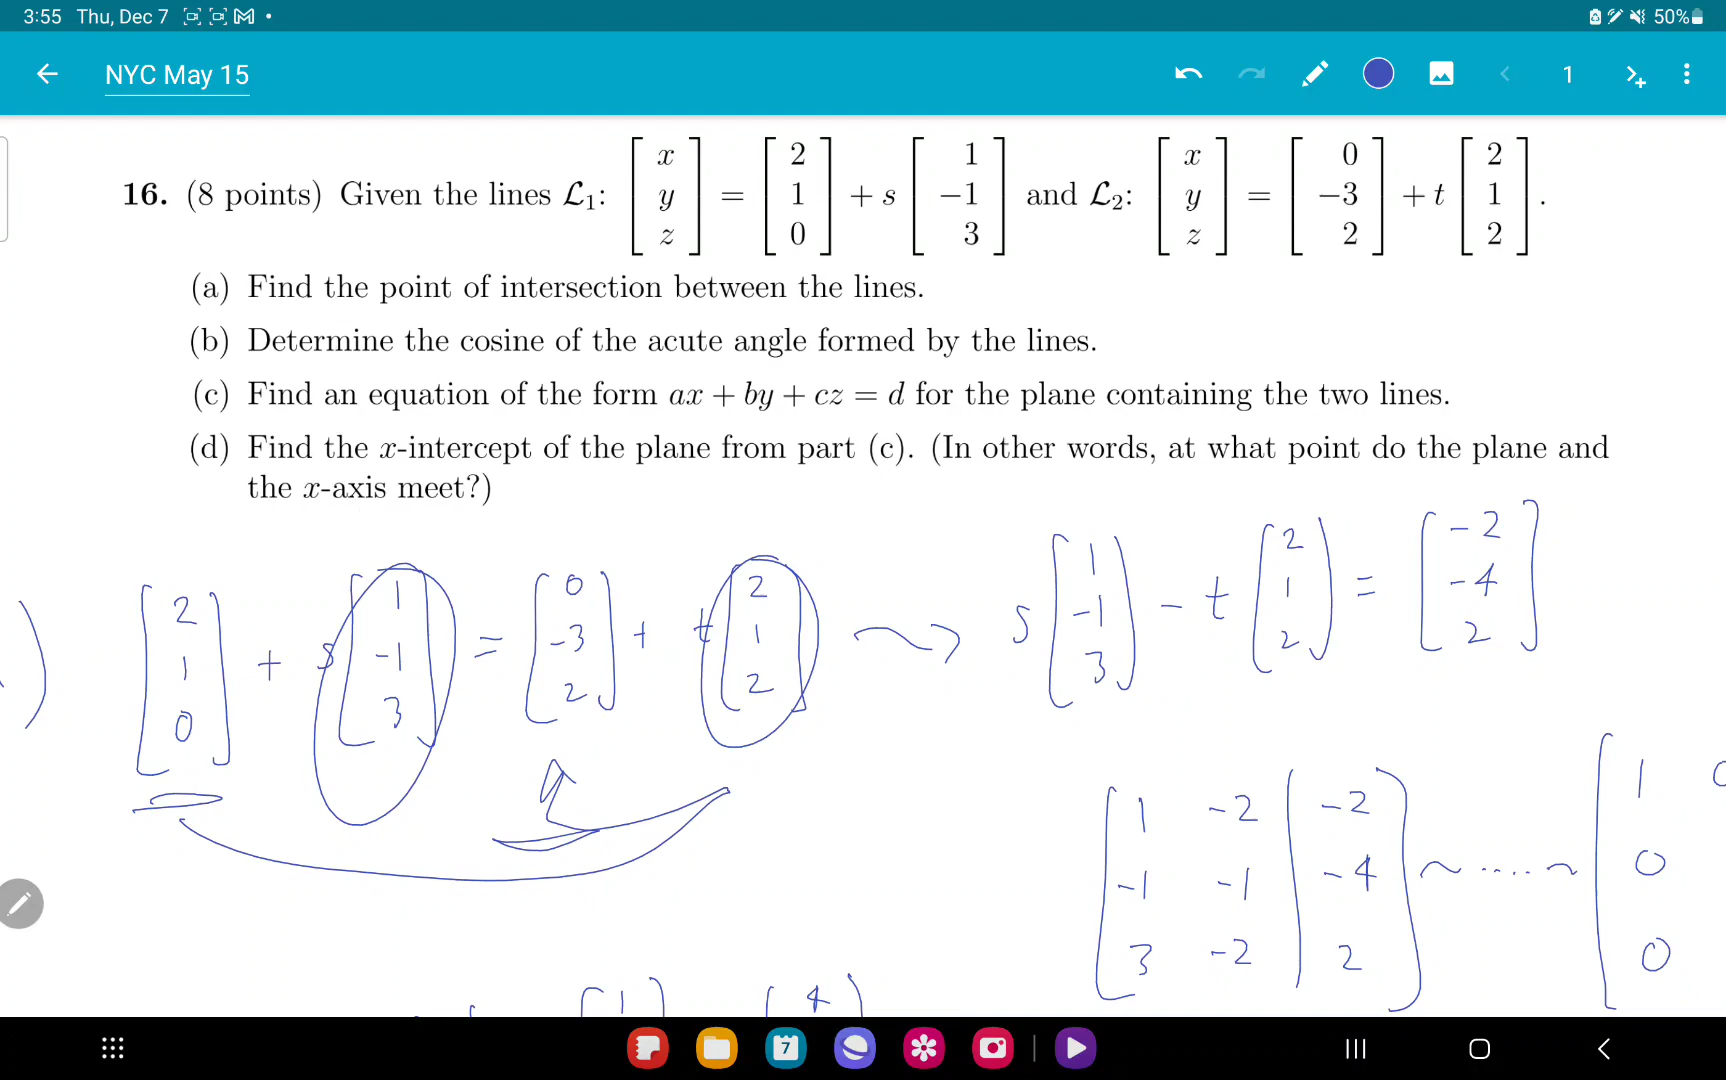 3:55 Thu, Dec 7 50%
NYC May 15 1
16. (8 points) Given the lines ℒ₁: [x y z] = [2 1 0] + s [1 −1 3] and ℒ₂: [x y z] = [0 −3 2] + t [2 1 2].
(a) Find the point of intersection between the lines.
(b) Determine the cosine of the acute angle formed by the lines.
(c) Find an equation of the form ax + by + cz = d for the plane containing the two lines.
(d) Find the x-intercept of the plane from part (c). (In other words, at what point do the plane and
the x-axis meet?)
) [2 1 0] + s [1 -1 3] = [0 -3 2] + t [2 1 2] ⇝ s [1 -1 3] - t [2 1 2] = [-2 -4 2]
[1 -2 | -2
-1 -1 | -4
3 -2 | 2] ~ .... ~ [1 0 0
[1] [4]
7